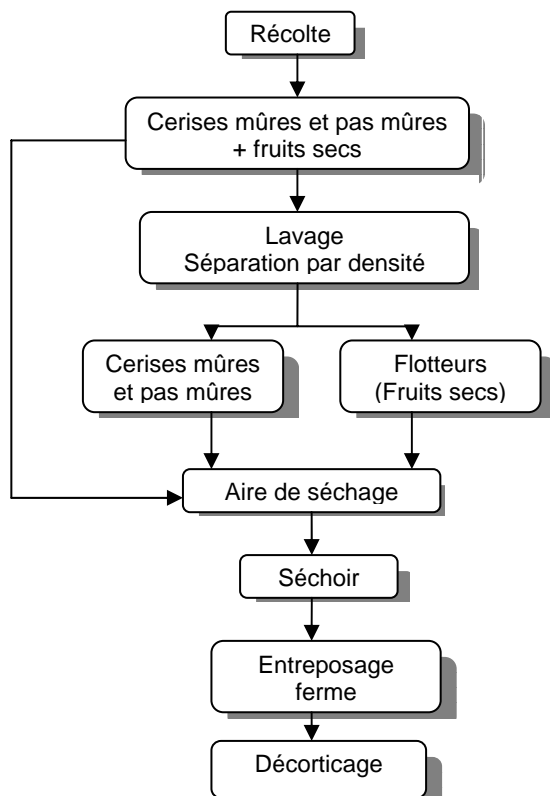 Récolte
Cerises mûres et pas mûres
+ fruits secs
Lavage
Séparation par densité
Cerises mûres
et pas mûres
Flotteurs
(Fruits secs)
Aire de séchage
Séchoir
Entreposage
ferme
Décorticage